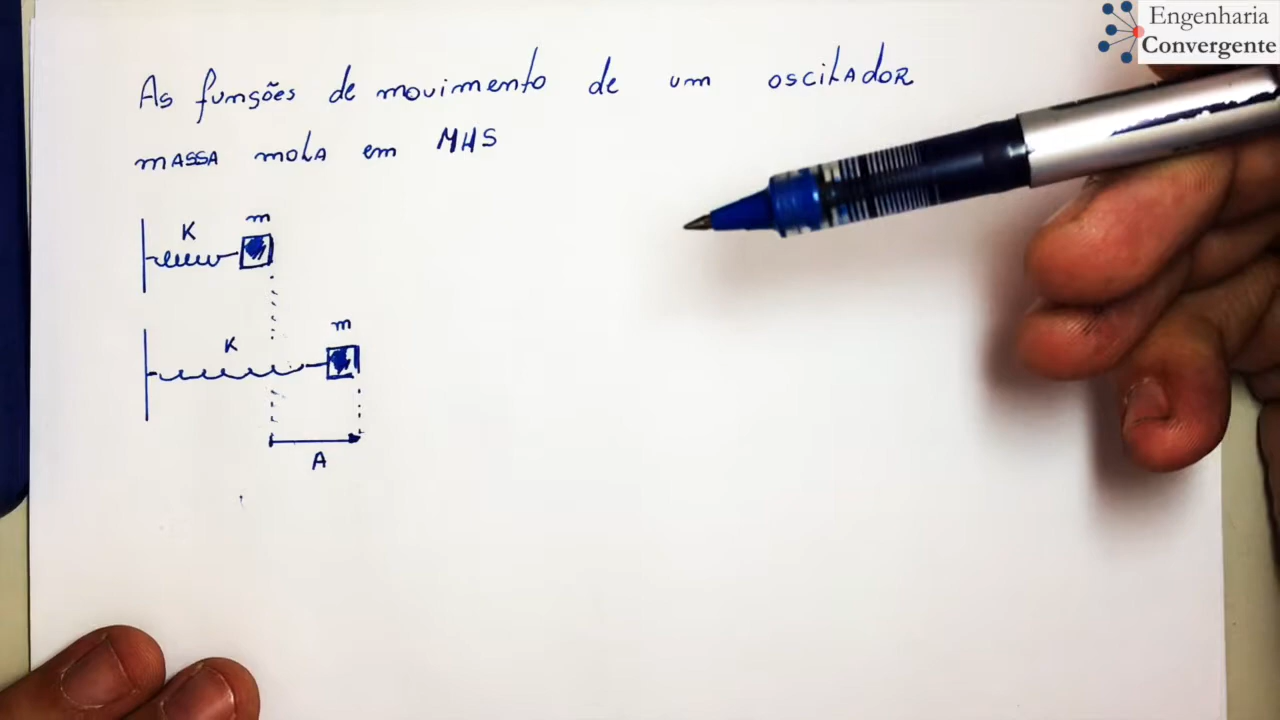 Engenharia
Convergente
As funções de movimento de um oscilador
massa mola em MHS
K
m
K
m
A